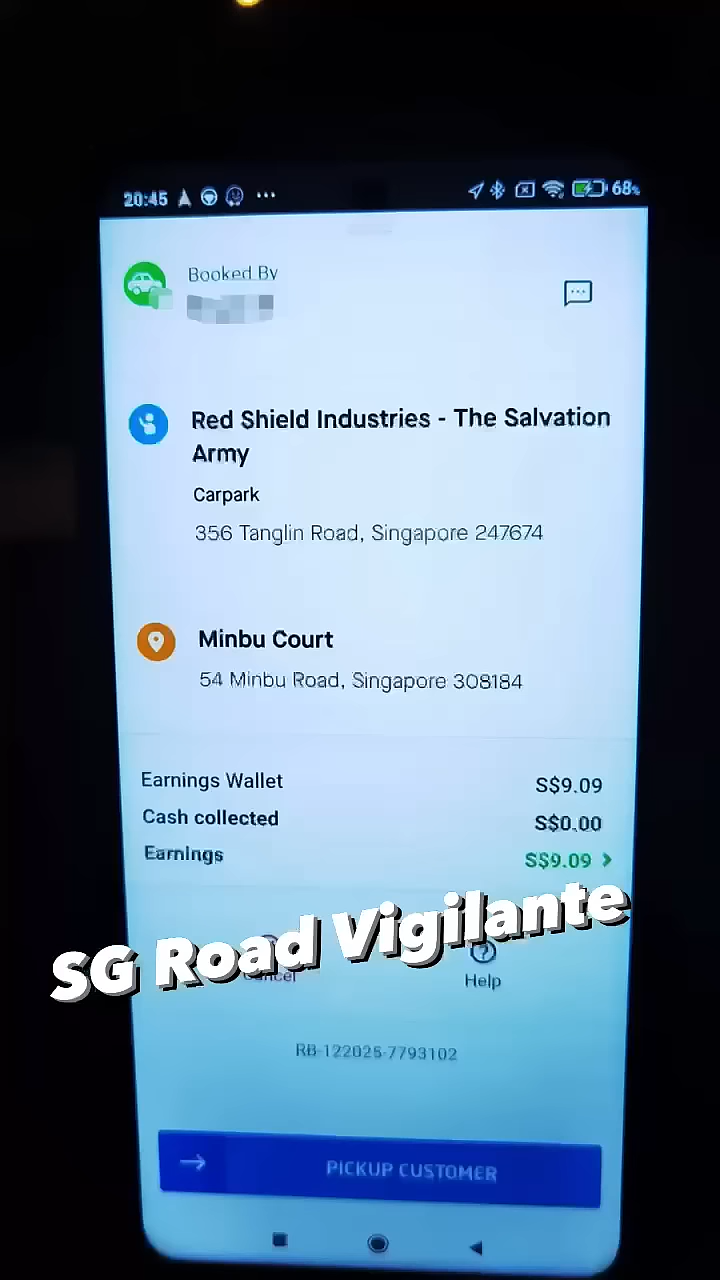 20:45
68%
Booked By
Red Shield Industries - The Salvation
Army
Carpark
356 Tanglin Road, Singapore 247674
Minbu Court
54 Minbu Road, Singapore 308184
Earnings Wallet S$9.09
Cash collected S$0.00
Earnings S$9.09
SG Road Vigilante
Cancel
Help
RB-122025-7793102
PICKUP CUSTOMER